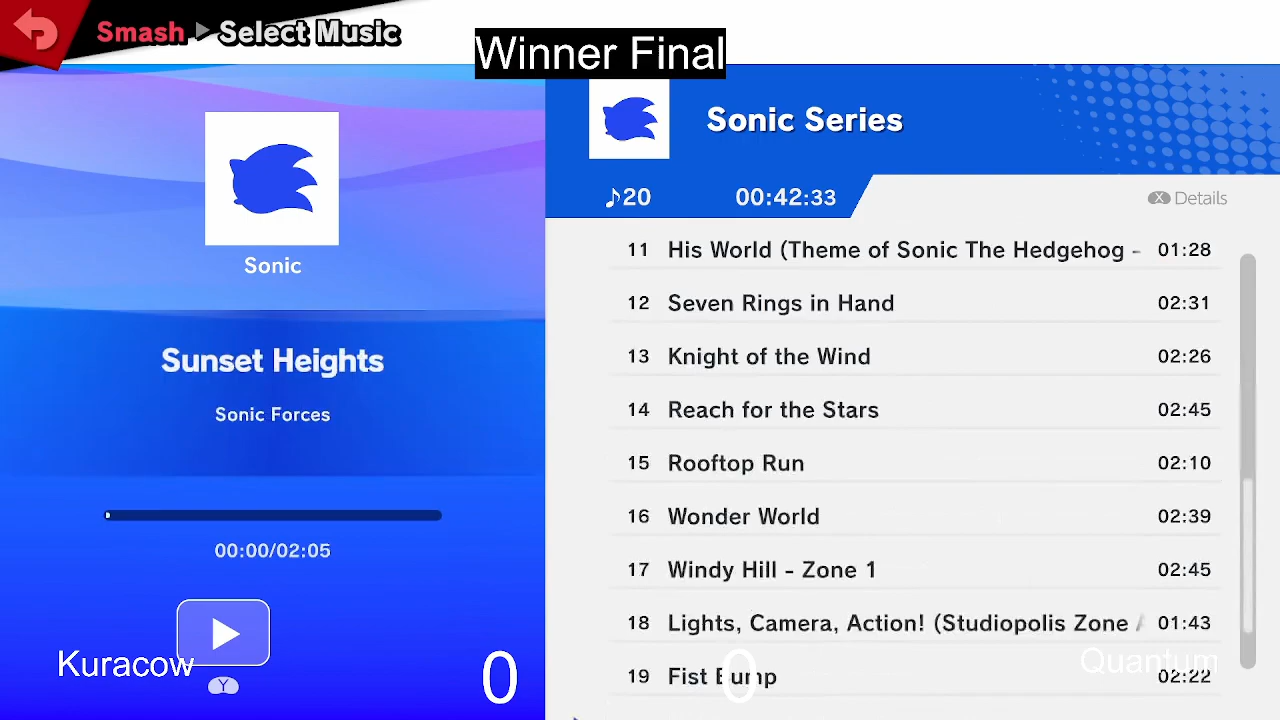 Smash ▶ Select Music
Winner Final
Sonic Series
♪20 00:42:33
X Details
Sonic
Sunset Heights
Sonic Forces
00:00/02:05
Y
11 His World (Theme of Sonic The Hedgehog - 01:28
12 Seven Rings in Hand 02:31
13 Knight of the Wind 02:26
14 Reach for the Stars 02:45
15 Rooftop Run 02:10
16 Wonder World 02:39
17 Windy Hill - Zone 1 02:45
18 Lights, Camera, Action! (Studiopolis Zone 01:43
19 Fist Bump 02:22
Kuracow 0 0 Quantum